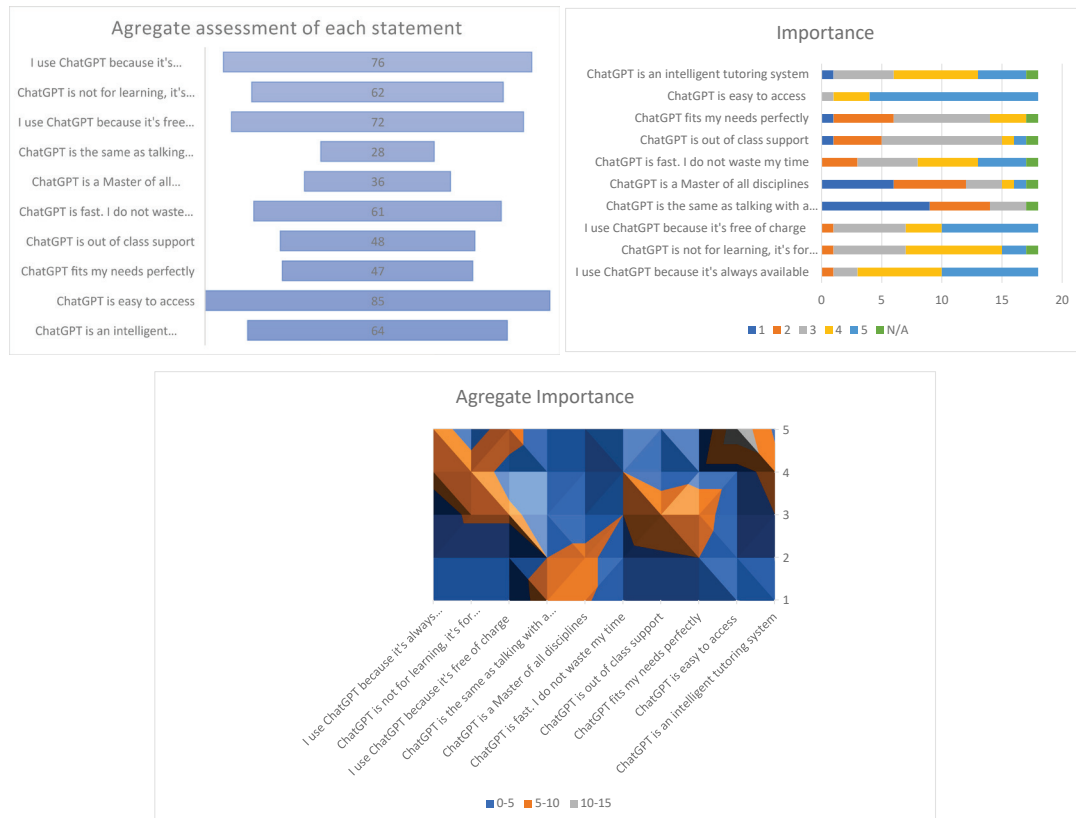 Agregate assessment of each statement
I use ChatGPT because it's...
76
ChatGPT is not for learning, it's...
62
I use ChatGPT because it's free...
72
ChatGPT is the same as talking...
28
ChatGPT is a Master of all...
36
ChatGPT is fast. I do not waste...
61
ChatGPT is out of class support
48
ChatGPT fits my needs perfectly
47
ChatGPT is easy to access
85
ChatGPT is an intelligent...
64
Importance
ChatGPT is an intelligent tutoring system
ChatGPT is easy to access
ChatGPT fits my needs perfectly
ChatGPT is out of class support
ChatGPT is fast. I do not waste my time
ChatGPT is a Master of all disciplines
ChatGPT is the same as talking with a...
I use ChatGPT because it's free of charge
ChatGPT is not for learning, it's for...
I use ChatGPT because it's always available
0 5 10 15 20
1 2 3 4 5 N/A
Agregate Importance
5
4
3
2
1
I use ChatGPT because it's always...
ChatGPT is not for learning, it's for...
I use ChatGPT because it's free of charge
ChatGPT is the same as talking with a...
ChatGPT is a Master of all disciplines
ChatGPT is fast. I do not waste my time
ChatGPT is out of class support
ChatGPT fits my needs perfectly
ChatGPT is easy to access
ChatGPT is an intelligent tutoring system
0-5 5-10 10-15